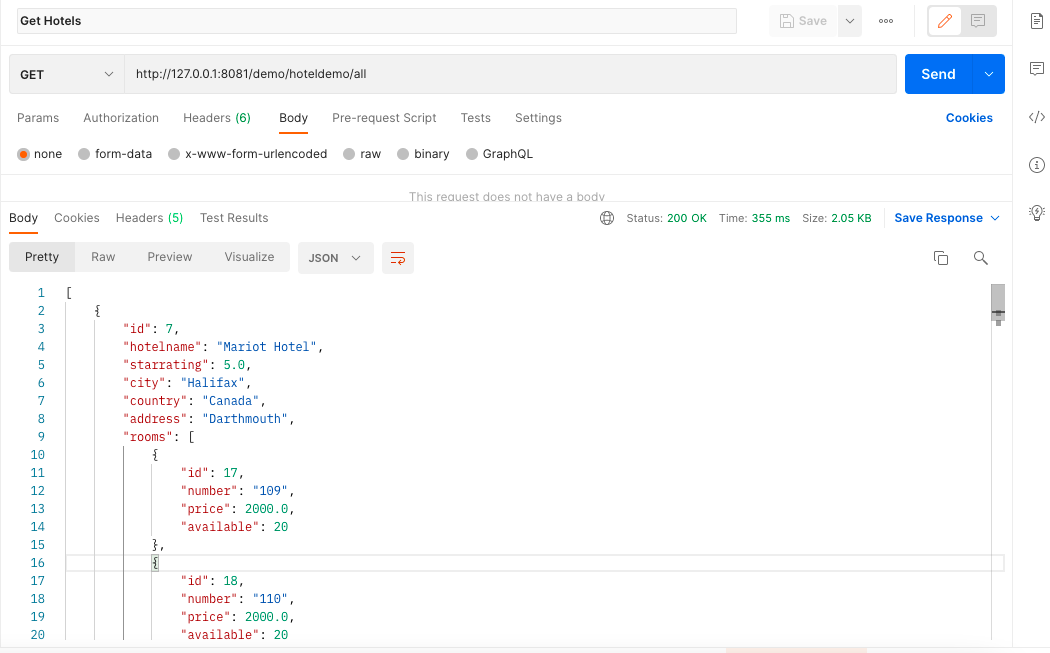 Get Hotels
Save
GET
http://127.0.0.1:8081/demo/hoteldemo/all
Send
Params Authorization Headers (6) Body Pre-request Script Tests Settings Cookies
none form-data x-www-form-urlencoded raw binary GraphQL
This request does not have a body
Body Cookies Headers (5) Test Results Status: 200 OK Time: 355 ms Size: 2.05 KB Save Response
Pretty Raw Preview Visualize JSON
1 [
2 {
3 "id": 7,
4 "hotelname": "Mariot Hotel",
5 "starrating": 5.0,
6 "city": "Halifax",
7 "country": "Canada",
8 "address": "Darthmouth",
9 "rooms": [
10 {
11 "id": 17,
12 "number": "109",
13 "price": 2000.0,
14 "available": 20
15 },
16 {
17 "id": 18,
18 "number": "110",
19 "price": 2000.0,
20 "available": 20